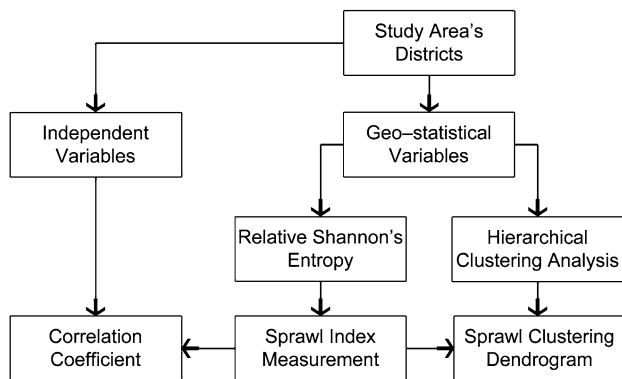 Study Area's
Districts
Independent
Variables
Geo–statistical
Variables
Relative Shannon's
Entropy
Hierarchical
Clustering Analysis
Correlation
Coefficient
Sprawl Index
Measurement
Sprawl Clustering
Dendrogram